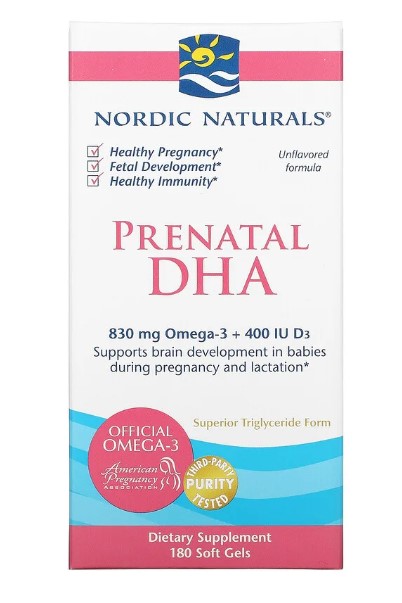 NORDIC NATURALS®
Healthy Pregnancy*
Fetal Development*
Healthy Immunity*
Unflavored
formula
PRENATAL
DHA
830 mg Omega-3 + 400 IU D3
Supports brain development in babies
during pregnancy and lactation*
Superior Triglyceride Form
OFFICIAL
OMEGA-3
American
Pregnancy
ASSOCIATION
THIRD-PARTY
PURITY
TESTED
Dietary Supplement
180 Soft Gels